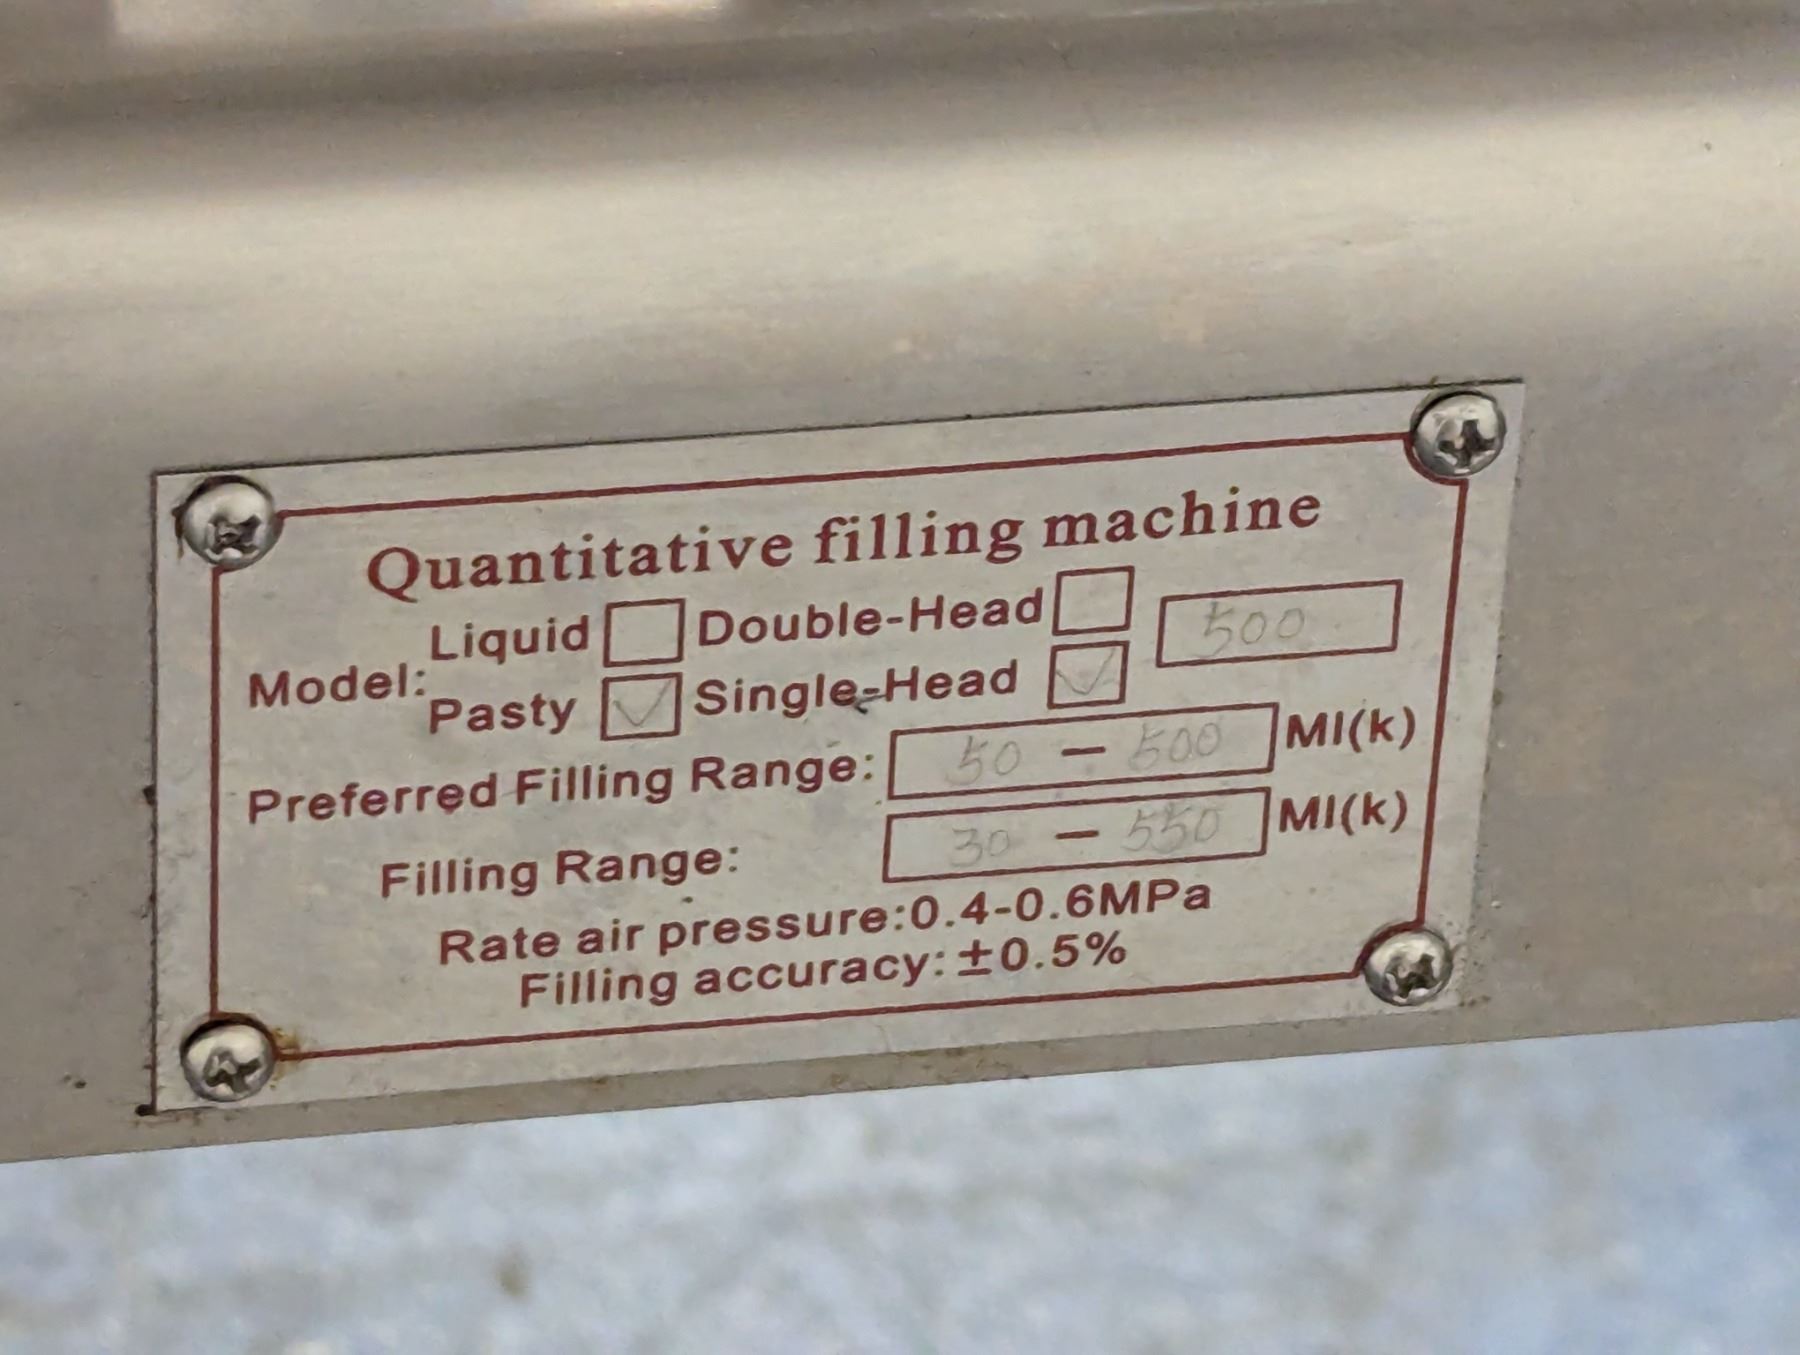 Quantitative filling machine
Liquid Double-Head 500
Model:
Pasty ✓ Single-Head ✓
Preferred Filling Range: 50 – 500 Ml(k)
Filling Range: 30 – 550 Ml(k)
Rate air pressure:0.4-0.6MPa
Filling accuracy:±0.5%